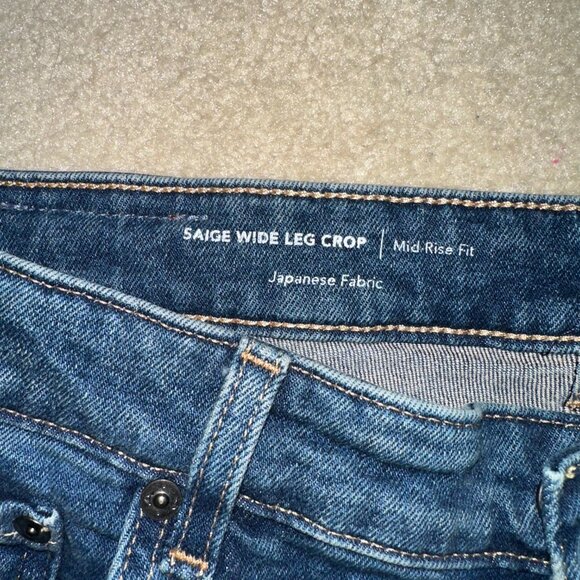 SAIGE WIDE LEG CROP | Mid Rise Fit
Japanese Fabric